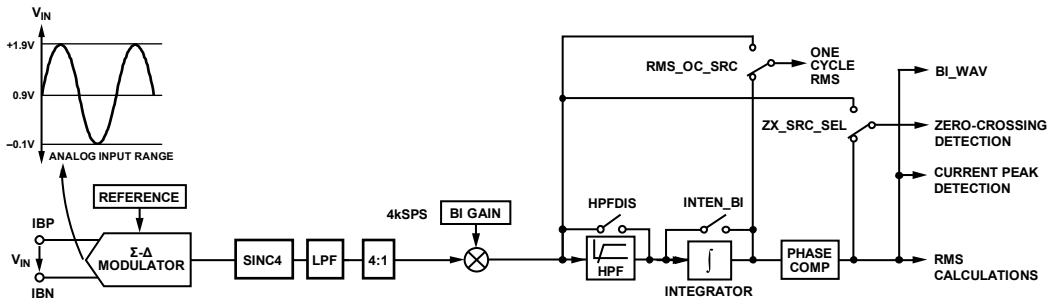 V_IN
+1.9V
0.9V
–0.1V
ANALOG INPUT RANGE
REFERENCE
IBP
V_IN
IBN
Σ-Δ
MODULATOR
SINC4
LPF
4:1
4kSPS
BI GAIN
HPFDIS
HPF
INTEN_BI
∫
INTEGRATOR
RMS_OC_SRC
ONE
CYCLE
RMS
ZX_SRC_SEL
PHASE
COMP
BI_WAV
ZERO-CROSSING
DETECTION
CURRENT PEAK
DETECTION
RMS
CALCULATIONS